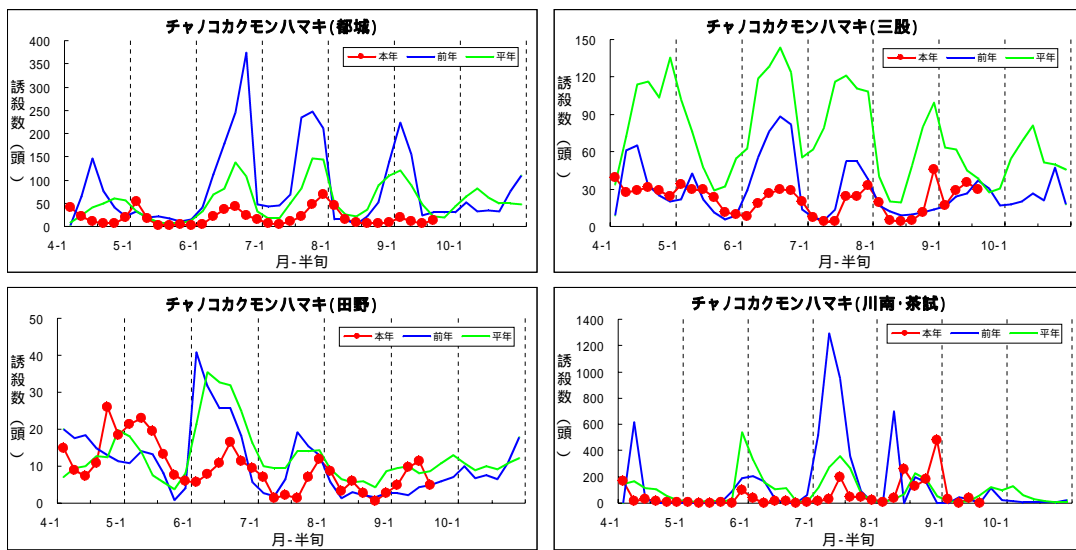 チャノコカクモンハマキ(都城)
誘殺数(頭)
400
350
300
250
200
150
100
50
0
本年 前年 平年
4-1 5-1 6-1 7-1 8-1 9-1 10-1
月-半旬
チャノコカクモンハマキ(三股)
誘殺数(頭)
150
120
90
60
30
0
本年 前年 平年
4-1 5-1 6-1 7-1 8-1 9-1 10-1
月-半旬
チャノコカクモンハマキ(田野)
誘殺数(頭)
50
40
30
20
10
0
本年 前年 平年
4-1 5-1 6-1 7-1 8-1 9-1 10-1
月-半旬
チャノコカクモンハマキ(川南・茶試)
誘殺数(頭)
1400
1200
1000
800
600
400
200
0
本年 前年 平年
4-1 5-1 6-1 7-1 8-1 9-1 10-1
月-半旬